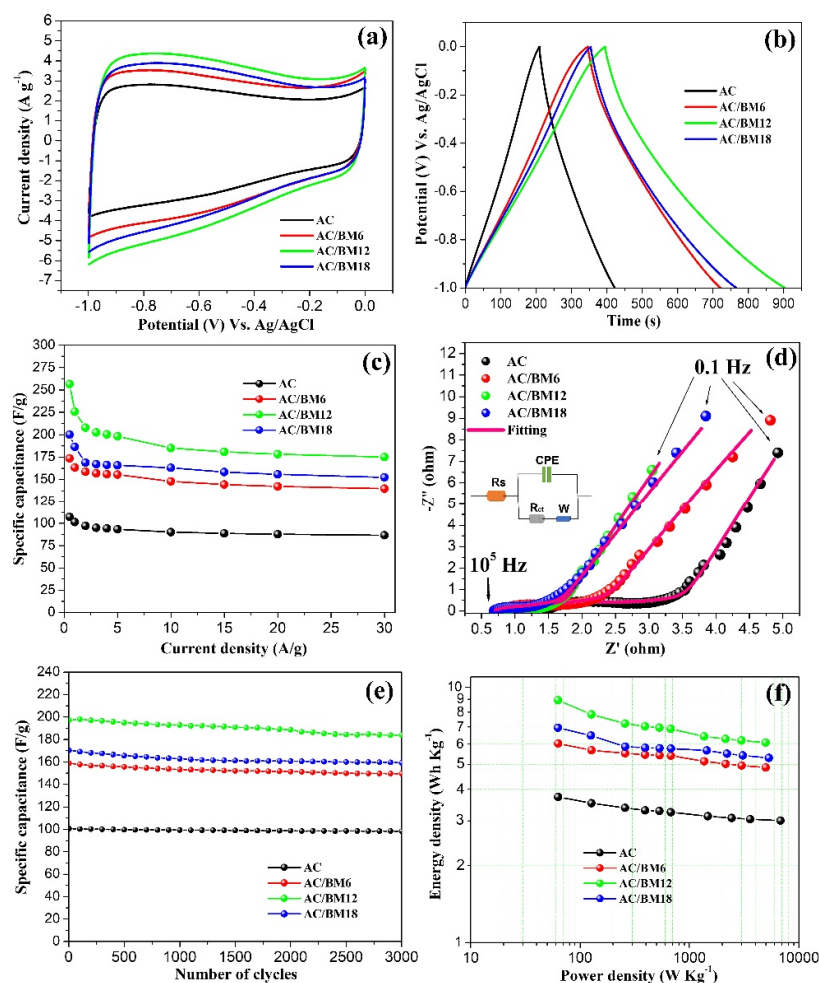 (a)
Current density (A g⁻¹)
5
4
3
2
1
0
-1
-2
-3
-4
-5
-6
-7
AC
AC/BM6
AC/BM12
AC/BM18
-1.0 -0.8 -0.6 -0.4 -0.2 0.0
Potential (V) Vs. Ag/AgCl
(b)
Potential (V) Vs. Ag/AgCl
0.0
-0.2
-0.4
-0.6
-0.8
-1.0
AC
AC/BM6
AC/BM12
AC/BM18
0 100 200 300 400 500 600 700 800 900
Time (s)
(c)
Specific capacitance (F/g)
300
275
250
225
200
175
150
125
100
75
50
25
0
AC
AC/BM6
AC/BM12
AC/BM18
0 5 10 15 20 25 30
Current density (A/g)
(d)
-Z'' (ohm)
12
11
10
9
8
7
6
5
4
3
2
1
0
AC
AC/BM6
AC/BM12
AC/BM18
Fitting
0.1 Hz
CPE
Rs
Rct
W
10⁵ Hz
0.5 1.0 1.5 2.0 2.5 3.0 3.5 4.0 4.5 5.0
Z' (ohm)
(e)
Specific capacitance (F/g)
240
220
200
180
160
140
120
100
80
60
40
20
0
AC
AC/BM6
AC/BM12
AC/BM18
0 500 1000 1500 2000 2500 3000
Number of clycles
(f)
Energy density (Wh Kg⁻¹)
10
9
8
7
6
5
4
3
2
1
AC
AC/BM6
AC/BM12
AC/BM18
10 100 1000 10000
Power density (W Kg⁻¹)